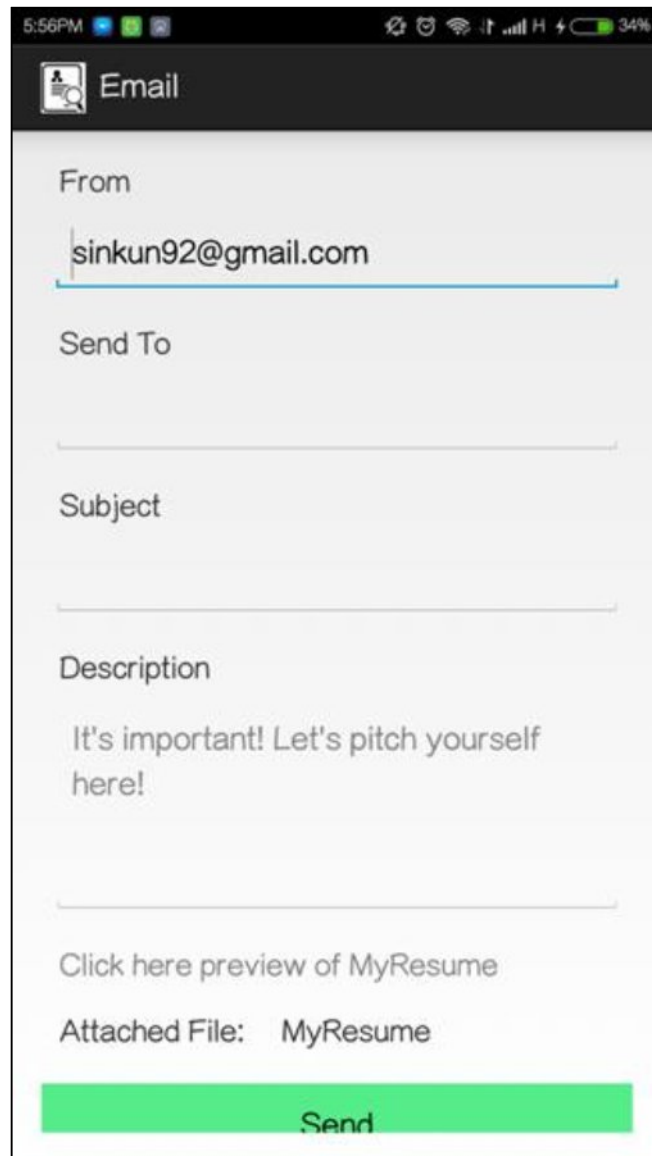 5:56PM H 34%
Email
From
sinkun92@gmail.com
Send To
Subject
Description
It's important! Let's pitch yourself
here!
Click here preview of MyResume
Attached File: MyResume
Send